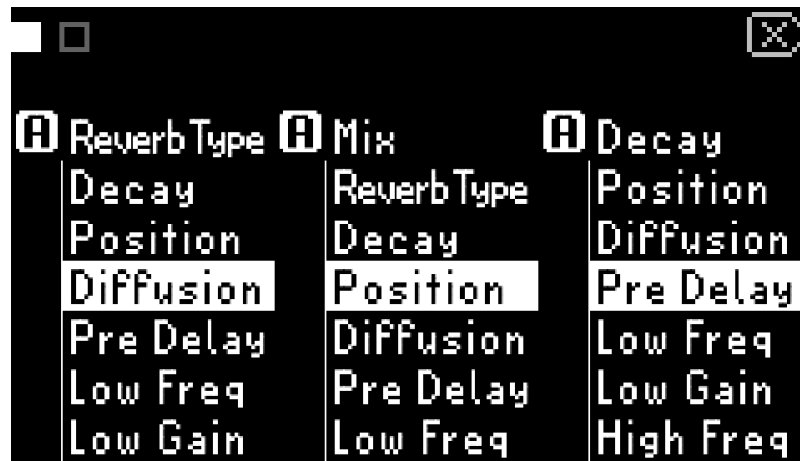 X
A ReverbType A Mix A Decay
Decay ReverbType Position
Position Decay Diffusion
Diffusion Position Pre Delay
Pre Delay Diffusion Low Freq
Low Freq Pre Delay Low Gain
Low Gain Low Freq High Freq